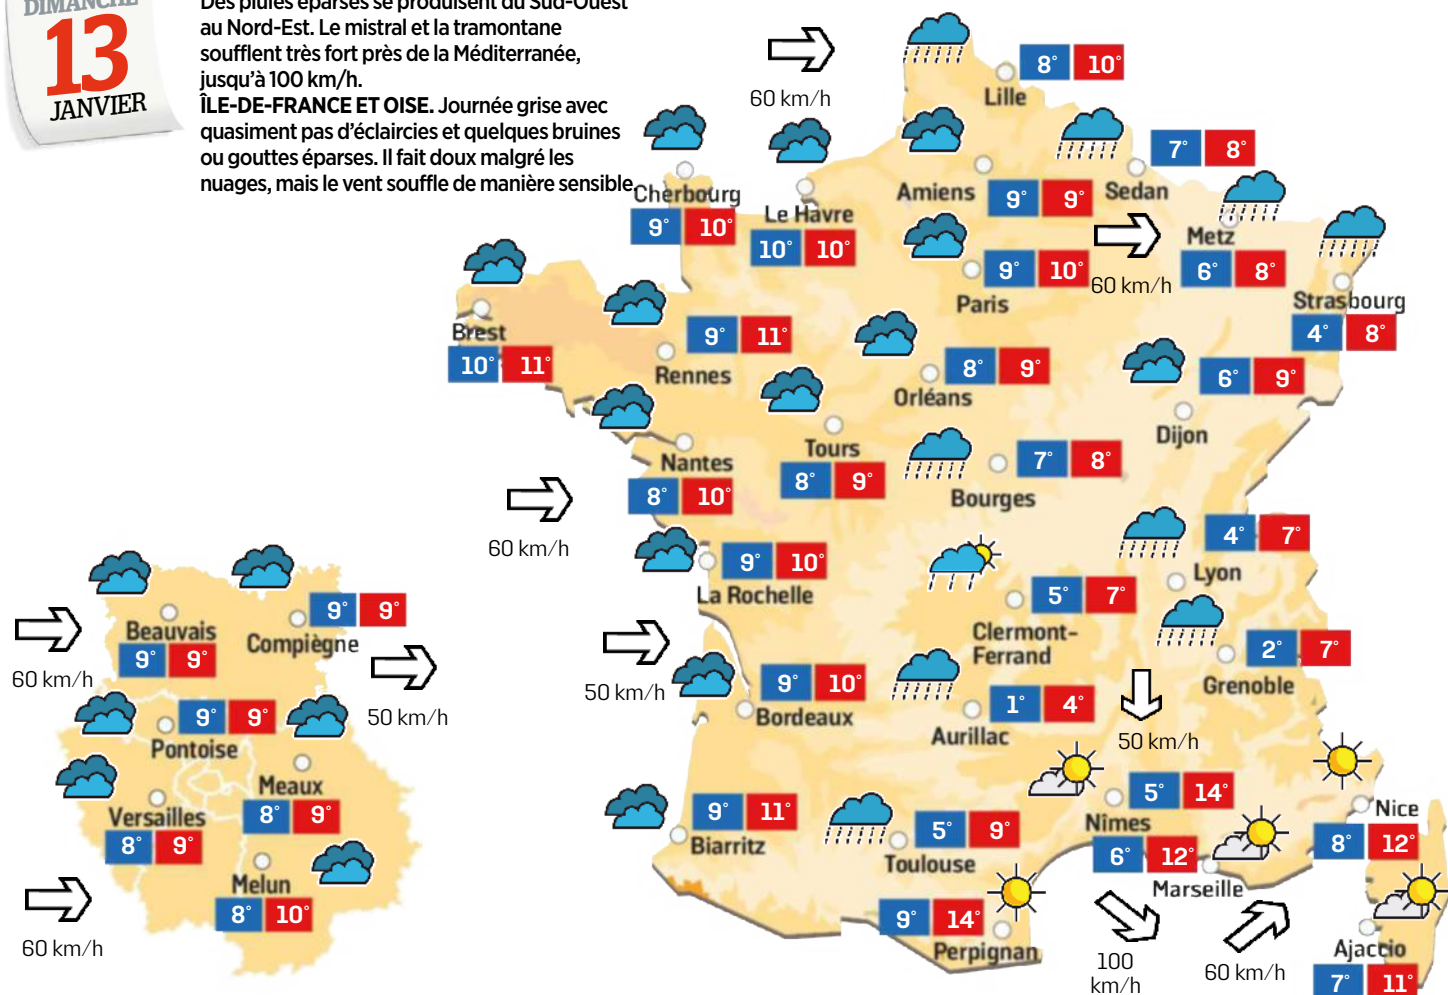 DIMANCHE
13
JANVIER
Des pluies éparses se produisent du Sud-Ouest
au Nord-Est. Le mistral et la tramontane
soufflent très fort près de la Méditerranée,
jusqu'à 100 km/h.
ÎLE-DE-FRANCE ET OISE. Journée grise avec
quasiment pas d'éclaircies et quelques bruines
ou gouttes éparses. Il fait doux malgré les
nuages, mais le vent souffle de manière sensible.
60 km/h
Lille
8° 10°
Cherbourg
9° 10°
Le Havre
10° 10°
Amiens
9° 9°
Sedan
7° 8°
Metz
6° 8°
60 km/h
Strasbourg
4° 8°
Paris
9° 10°
Brest
10° 11°
Rennes
9° 11°
Orléans
8° 9°
Dijon
6° 9°
Nantes
8° 10°
Tours
8° 9°
Bourges
7° 8°
60 km/h
La Rochelle
9° 10°
Lyon
4° 7°
Clermont-
Ferrand
5° 7°
Grenoble
2° 7°
50 km/h
Bordeaux
9° 10°
Aurillac
1° 4°
50 km/h
Biarritz
9° 11°
Toulouse
5° 9°
Nîmes
5° 14°
Marseille
6° 12°
Nice
8° 12°
Perpignan
9° 14°
100
km/h
60 km/h
Ajaccio
7° 11°
Beauvais
9° 9°
Compiègne
9° 9°
60 km/h
50 km/h
Pontoise
9° 9°
Meaux
8° 9°
Versailles
8° 9°
Melun
8° 10°
60 km/h